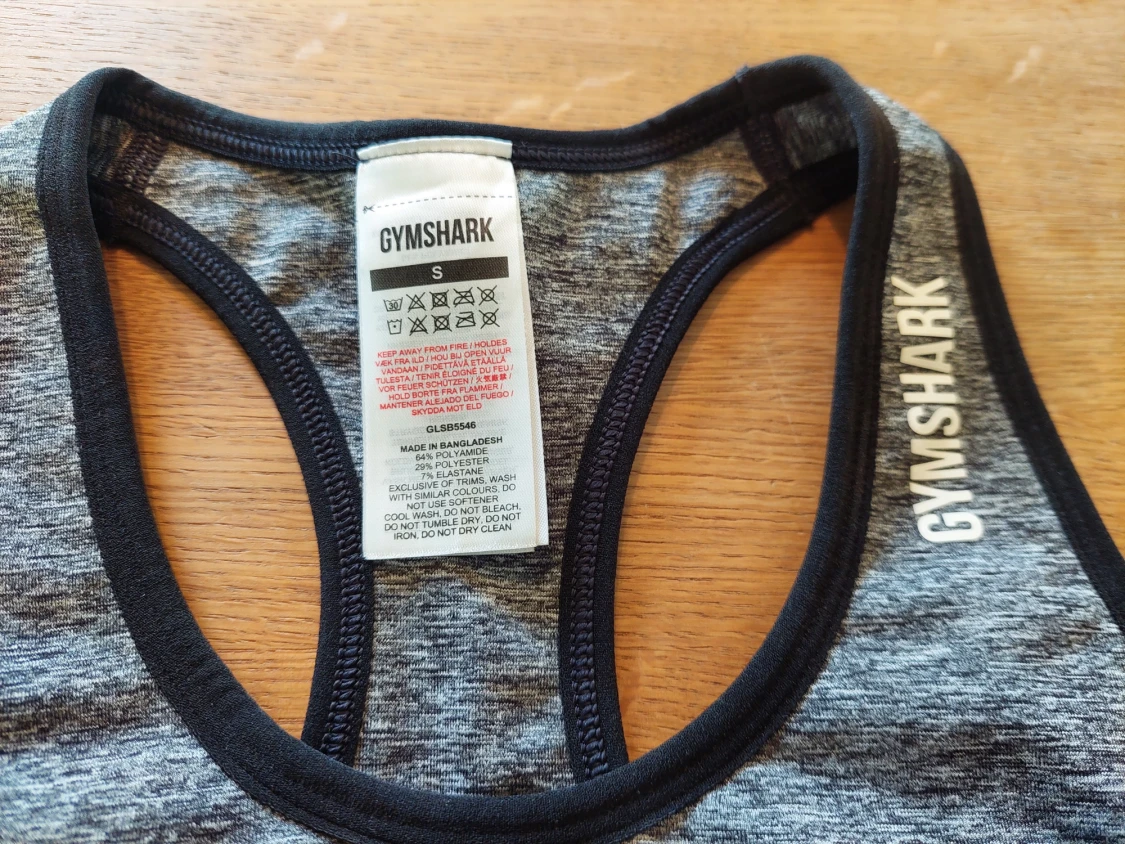 GYMSHARK
S
30
KEEP AWAY FROM FIRE / HOLDES
VÆK FRA ILD / HOU BIJ OPEN VUUR
VANDAAN / PIDETTÄVÄ ETÄÄLLÄ
TULESTA / TENIR ÉLOIGNÉ DU FEU /
VOR FEUER SCHÜTZEN / 火気厳禁 /
HOLD BORTE FRA FLAMMER /
MANTENER ALEJADO DEL FUEGO /
SKYDDA MOT ELD
GLSB5546
MADE IN BANGLADESH
64% POLYAMIDE
29% POLYESTER
7% ELASTANE
EXCLUSIVE OF TRIMS, WASH
WITH SIMILAR COLOURS, DO
NOT USE SOFTENER
COOL WASH, DO NOT BLEACH,
DO NOT TUMBLE DRY, DO NOT
IRON, DO NOT DRY CLEAN
GYMSHARK